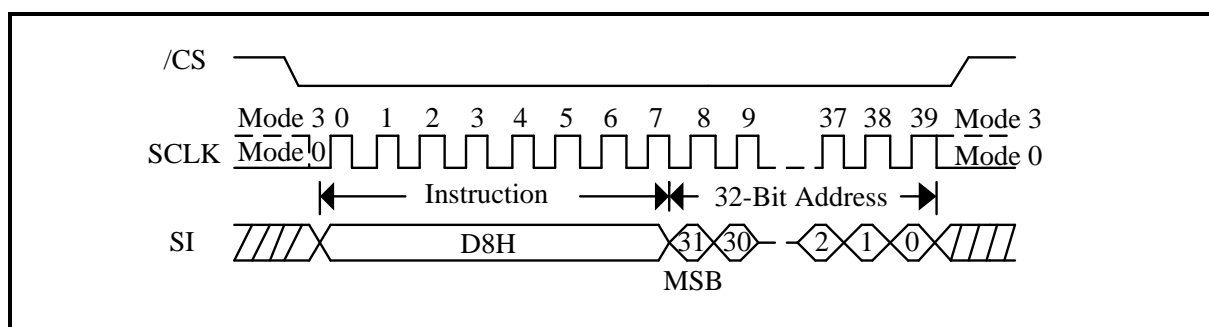 /CS
Mode 3 0 1 2 3 4 5 6 7 8 9 37 38 39 Mode 3
SCLK Mode 0 Mode 0
Instruction 32-Bit Address
SI D8H 31 30 2 1 0
MSB